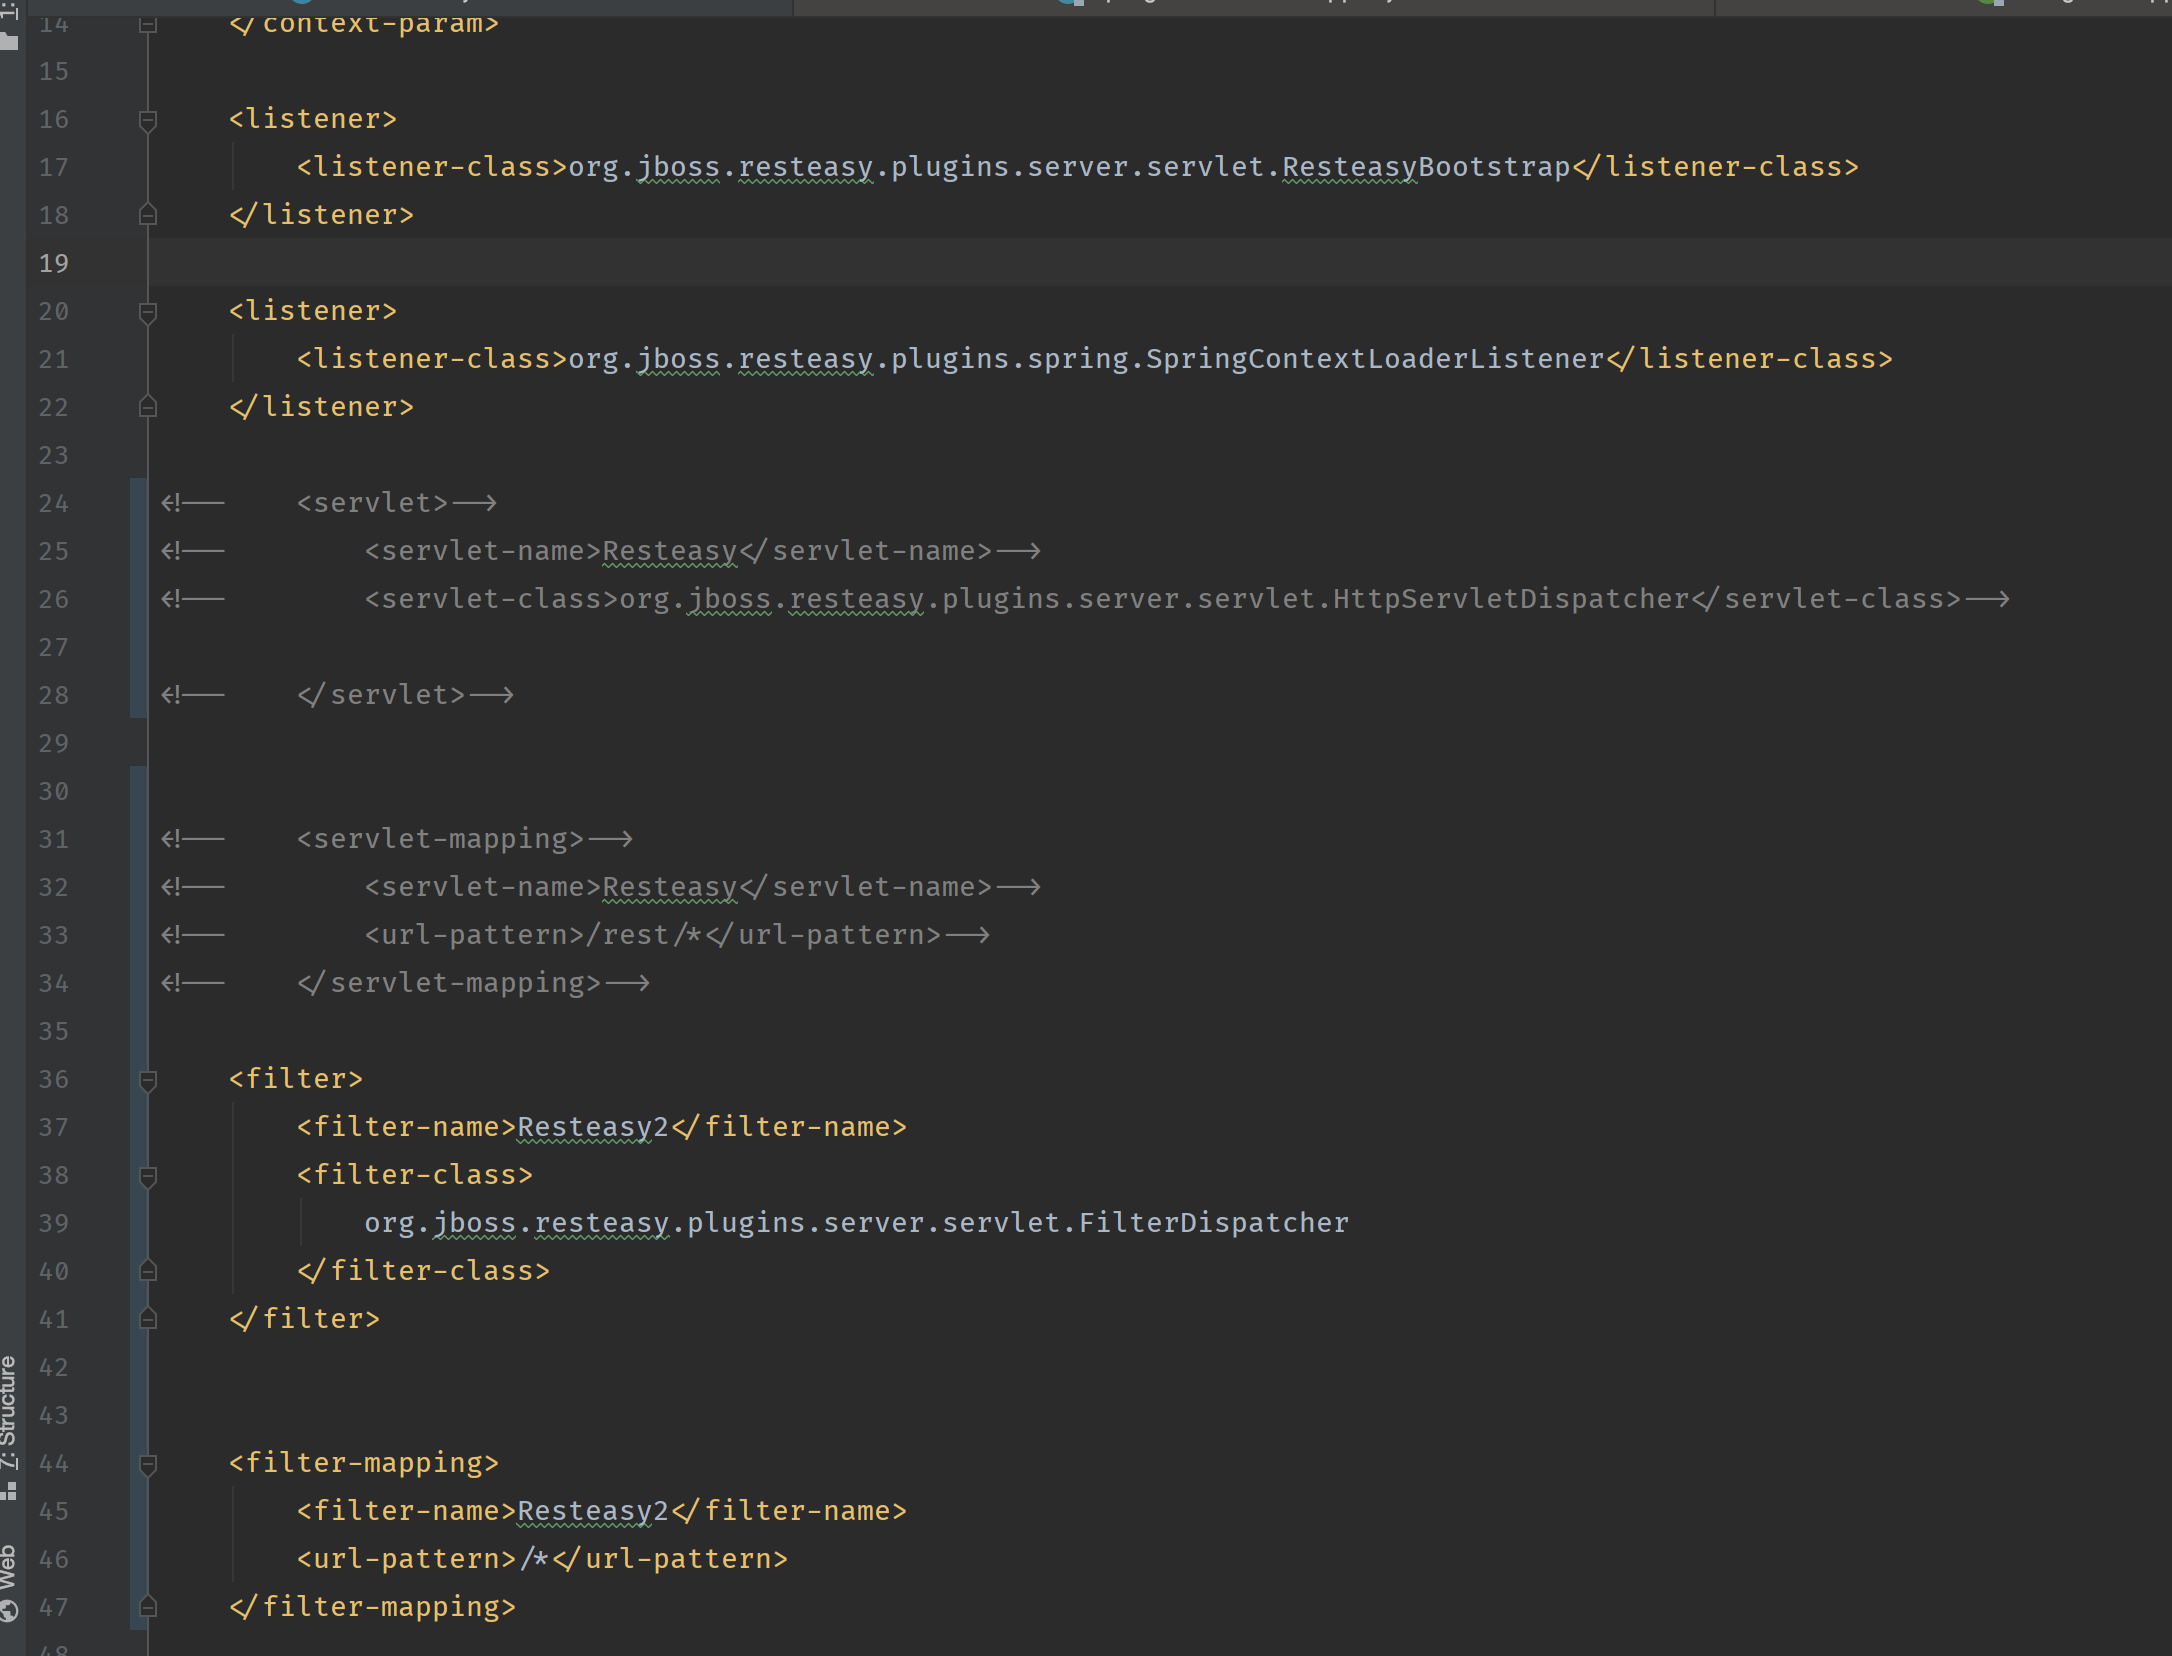 14 </context-param>
15
16 <listener>
17 <listener-class>org.jboss.resteasy.plugins.server.servlet.ResteasyBootstrap</listener-class>
18 </listener>
19
20 <listener>
21 <listener-class>org.jboss.resteasy.plugins.spring.SpringContextLoaderListener</listener-class>
22 </listener>
23
24 <!-- <servlet>-->
25 <!-- <servlet-name>Resteasy</servlet-name>-->
26 <!-- <servlet-class>org.jboss.resteasy.plugins.server.servlet.HttpServletDispatcher</servlet-class>-->
27
28 <!-- </servlet>-->
29
30
31 <!-- <servlet-mapping>-->
32 <!-- <servlet-name>Resteasy</servlet-name>-->
33 <!-- <url-pattern>/rest/*</url-pattern>-->
34 <!-- </servlet-mapping>-->
35
36 <filter>
37 <filter-name>Resteasy2</filter-name>
38 <filter-class>
39 org.jboss.resteasy.plugins.server.servlet.FilterDispatcher
40 </filter-class>
41 </filter>
42
43
44 <filter-mapping>
45 <filter-name>Resteasy2</filter-name>
46 <url-pattern>/*</url-pattern>
47 </filter-mapping>
48
7: Structure
Web